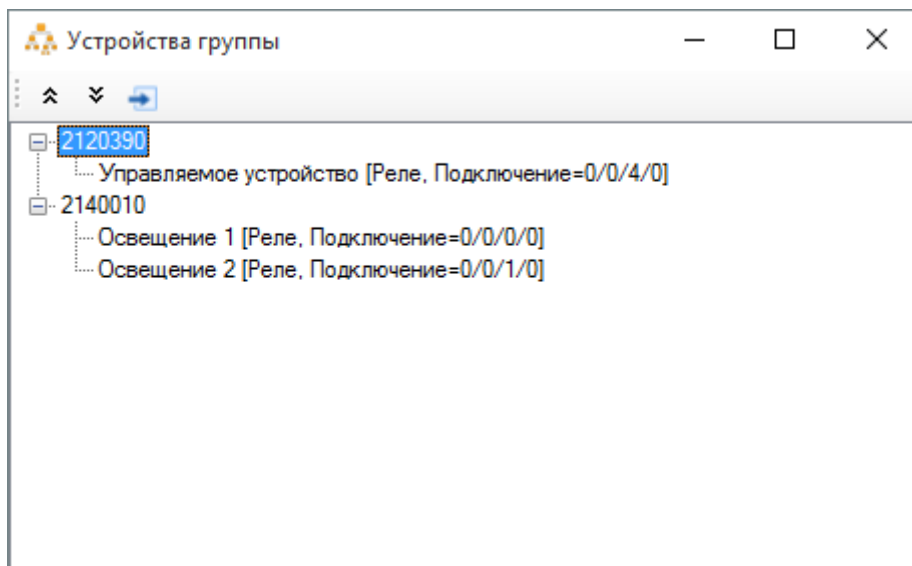 Устройства группы
2120390
Управляемое устройство [Реле, Подключение=0/0/4/0]
2140010
Освещение 1 [Реле, Подключение=0/0/0/0]
Освещение 2 [Реле, Подключение=0/0/1/0]